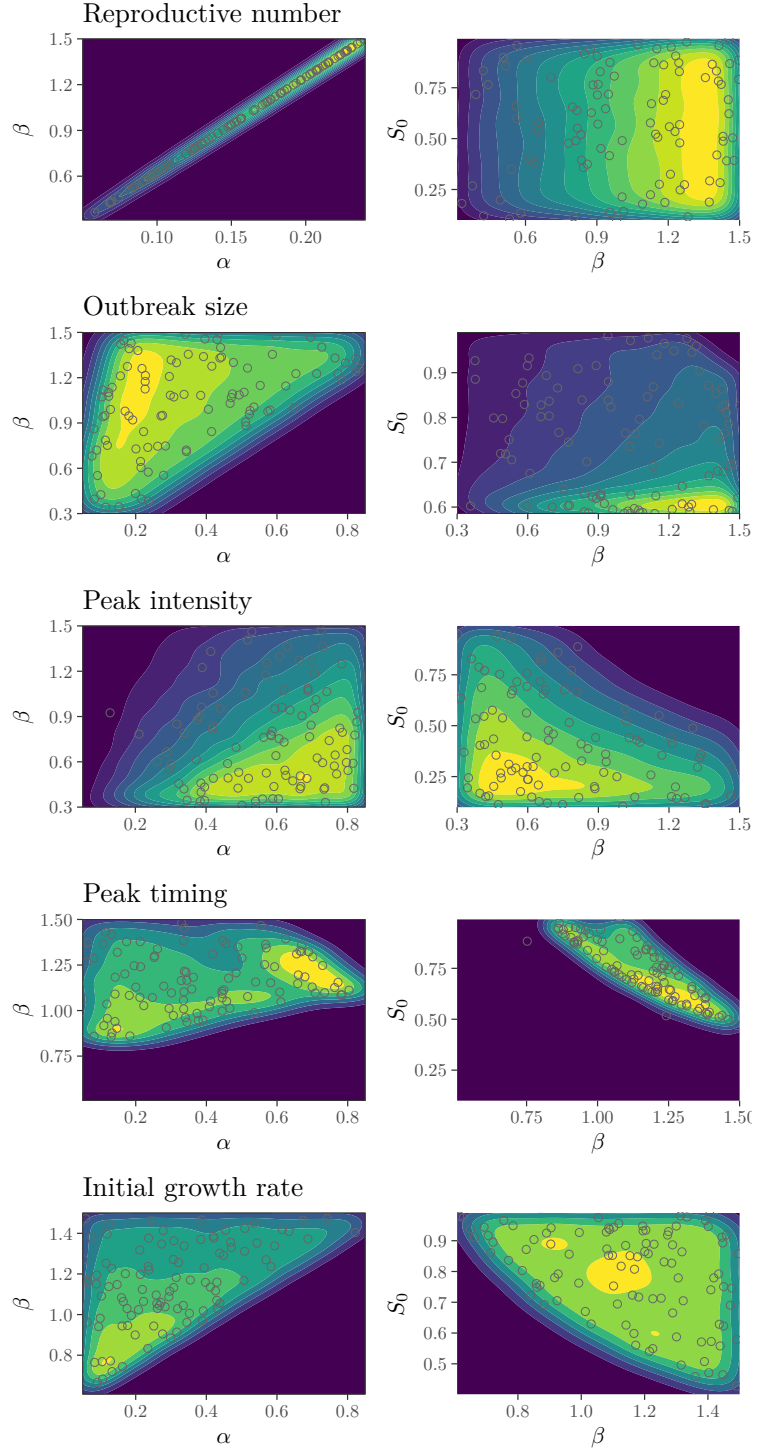 Reproductive number
1.5
1.2
0.9
0.6
β
0.10 0.15 0.20
α
0.75
0.50
0.25
S₀
0.6 0.9 1.2 1.5
β
Outbreak size
1.5
1.2
0.9
0.6
0.3
β
0.2 0.4 0.6 0.8
α
0.9
0.8
0.7
0.6
S₀
0.3 0.6 0.9 1.2 1.5
β
Peak intensity
1.5
1.2
0.9
0.6
0.3
β
0.2 0.4 0.6 0.8
α
0.75
0.50
0.25
S₀
0.3 0.6 0.9 1.2 1.5
β
Peak timing
1.50
1.25
1.00
0.75
β
0.2 0.4 0.6 0.8
α
0.75
0.50
0.25
S₀
0.75 1.00 1.25 1.50
β
Initial growth rate
1.4
1.2
1.0
0.8
β
0.2 0.4 0.6 0.8
α
0.9
0.8
0.7
0.6
0.5
S₀
0.8 1.0 1.2 1.4
β